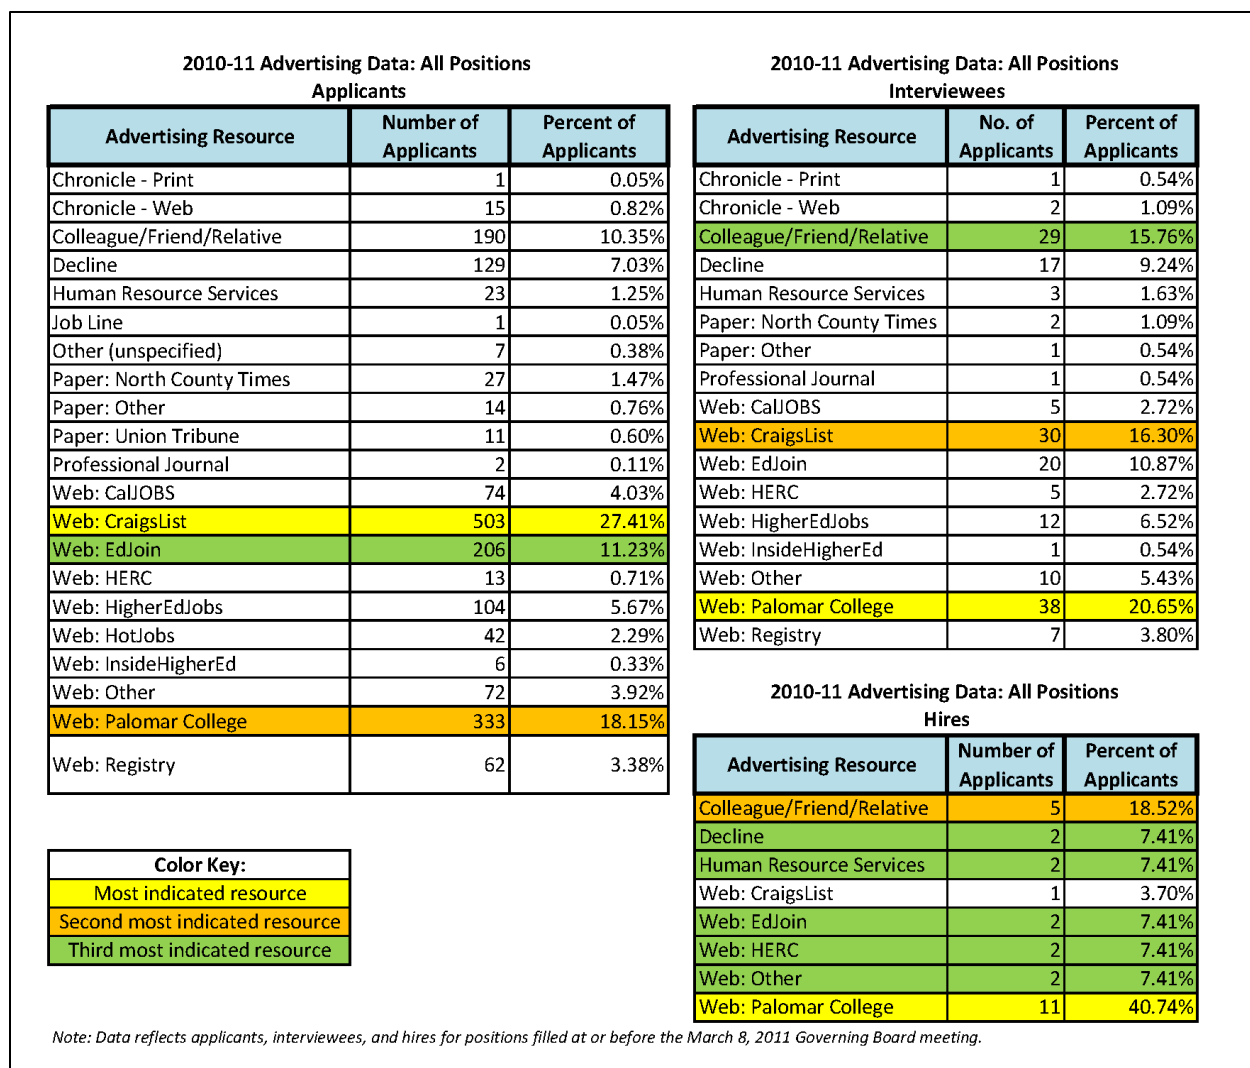 2010-11 Advertising Data: All Positions
Applicants
Advertising Resource Number of Applicants Percent of Applicants
Chronicle - Print 1 0.05%
Chronicle - Web 15 0.82%
Colleague/Friend/Relative 190 10.35%
Decline 129 7.03%
Human Resource Services 23 1.25%
Job Line 1 0.05%
Other (unspecified) 7 0.38%
Paper: North County Times 27 1.47%
Paper: Other 14 0.76%
Paper: Union Tribune 11 0.60%
Professional Journal 2 0.11%
Web: CalJOBS 74 4.03%
Web: CraigsList 503 27.41%
Web: EdJoin 206 11.23%
Web: HERC 13 0.71%
Web: HigherEdJobs 104 5.67%
Web: HotJobs 42 2.29%
Web: InsideHigherEd 6 0.33%
Web: Other 72 3.92%
Web: Palomar College 333 18.15%
Web: Registry 62 3.38%
Color Key:
Most indicated resource
Second most indicated resource
Third most indicated resource
2010-11 Advertising Data: All Positions
Interviewees
Advertising Resource No. of Applicants Percent of Applicants
Chronicle - Print 1 0.54%
Chronicle - Web 2 1.09%
Colleague/Friend/Relative 29 15.76%
Decline 17 9.24%
Human Resource Services 3 1.63%
Paper: North County Times 2 1.09%
Paper: Other 1 0.54%
Professional Journal 1 0.54%
Web: CalJOBS 5 2.72%
Web: CraigsList 30 16.30%
Web: EdJoin 20 10.87%
Web: HERC 5 2.72%
Web: HigherEdJobs 12 6.52%
Web: InsideHigherEd 1 0.54%
Web: Other 10 5.43%
Web: Palomar College 38 20.65%
Web: Registry 7 3.80%
2010-11 Advertising Data: All Positions
Hires
Advertising Resource Number of Applicants Percent of Applicants
Colleague/Friend/Relative 5 18.52%
Decline 2 7.41%
Human Resource Services 2 7.41%
Web: CraigsList 1 3.70%
Web: EdJoin 2 7.41%
Web: HERC 2 7.41%
Web: Other 2 7.41%
Web: Palomar College 11 40.74%
Note: Data reflects applicants, interviewees, and hires for positions filled at or before the March 8, 2011 Governing Board meeting.